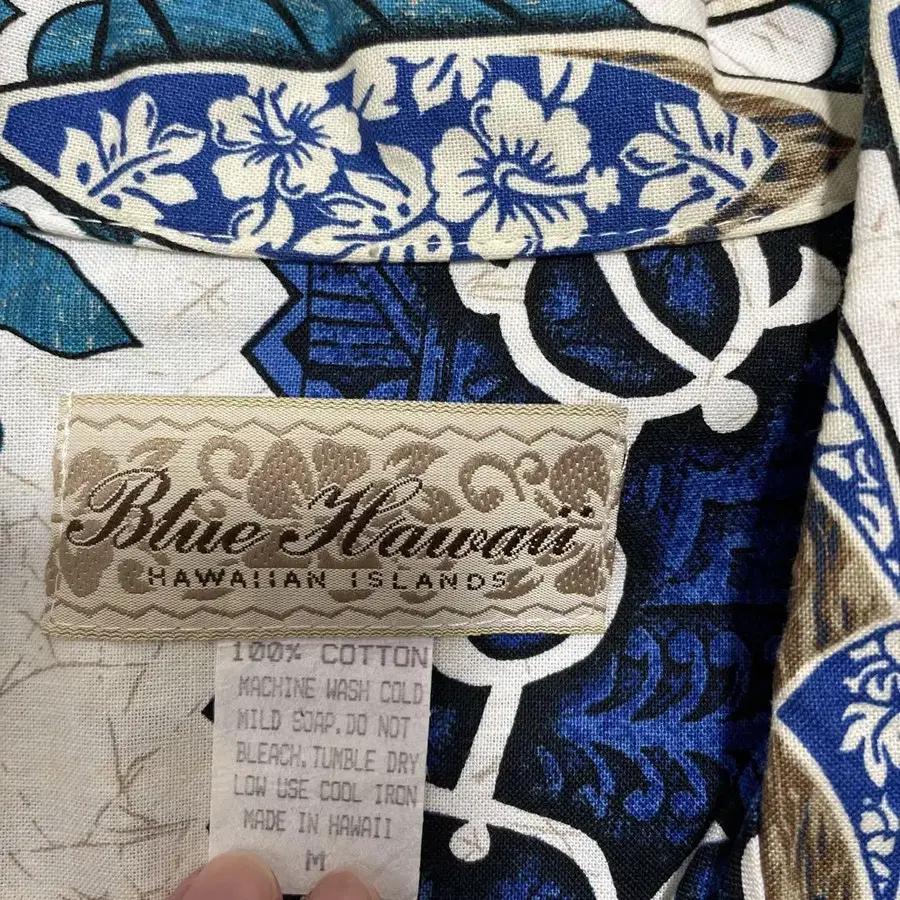 Blue Hawaii
HAWAIIAN ISLANDS
100% COTTON
MACHINE WASH COLD
MILD SOAP. DO NOT
BLEACH. TUMBLE DRY
LOW USE COOL IRON
MADE IN HAWAII
M